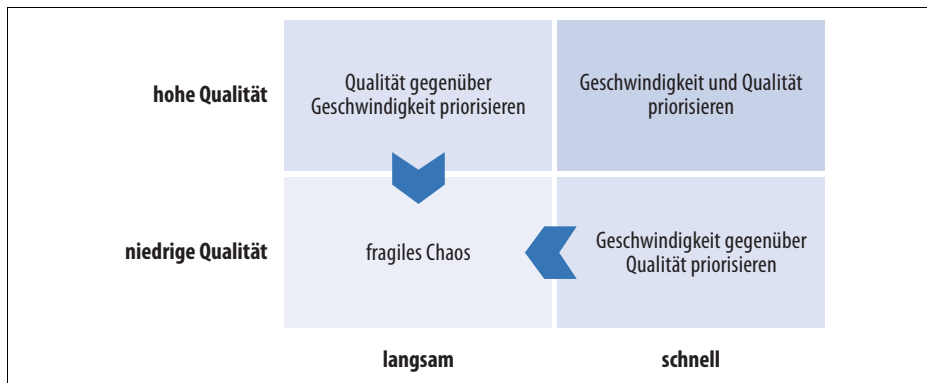 hohe Qualität
Qualität gegenüber
Geschwindigkeit priorisieren
Geschwindigkeit und Qualität
priorisieren
niedrige Qualität
fragiles Chaos
Geschwindigkeit gegenüber
Qualität priorisieren
langsam
schnell